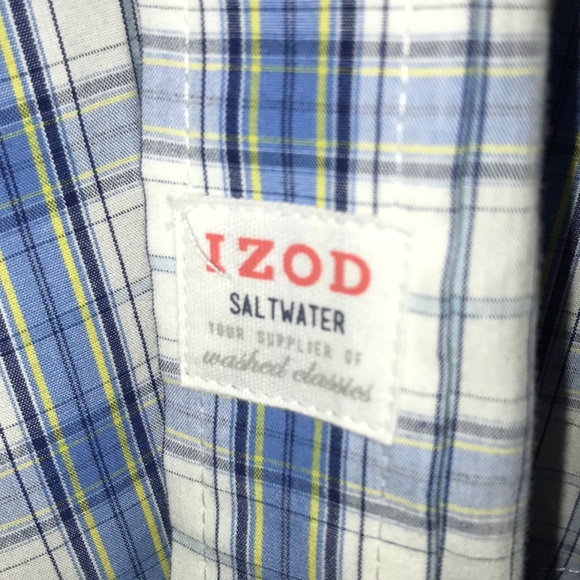 IZOD
SALTWATER
YOUR SUPPLIER OF
washed classics